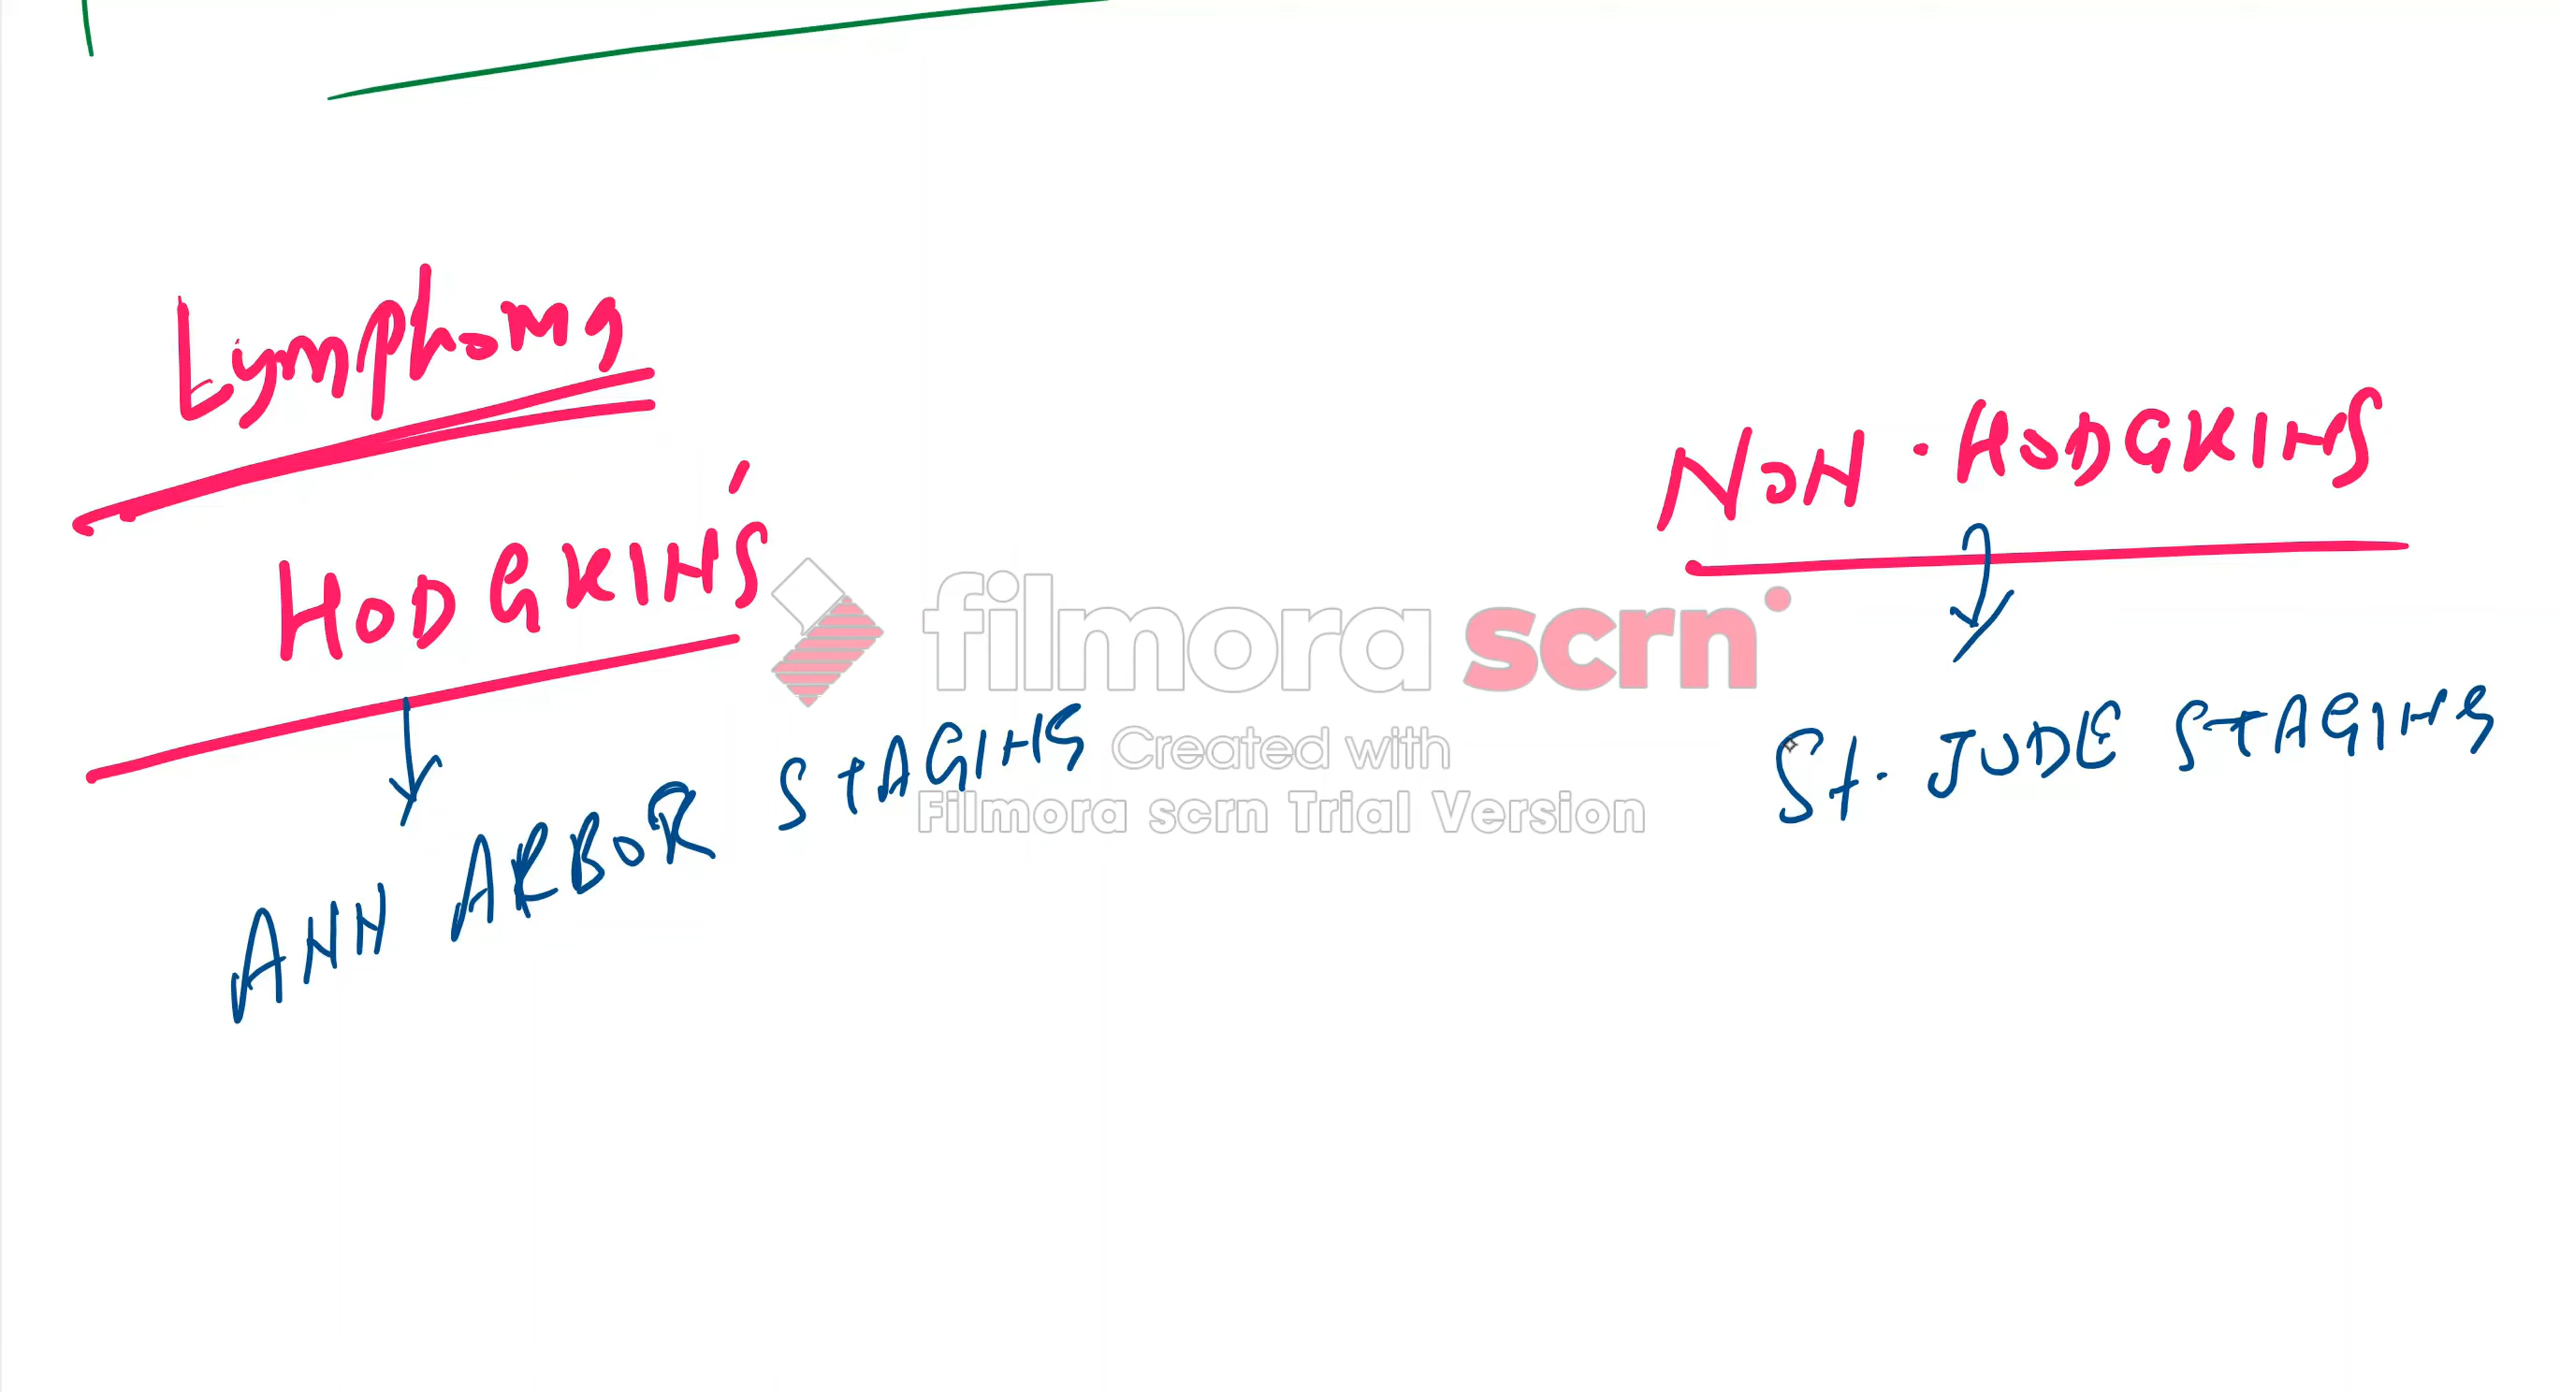 Lymphoma
HODGKIN'S
NON-HODGKINS
ANN ARBOR STAGING
St. JUDE STAGING
filmora scrn
Created with
Filmora scrn Trial Version